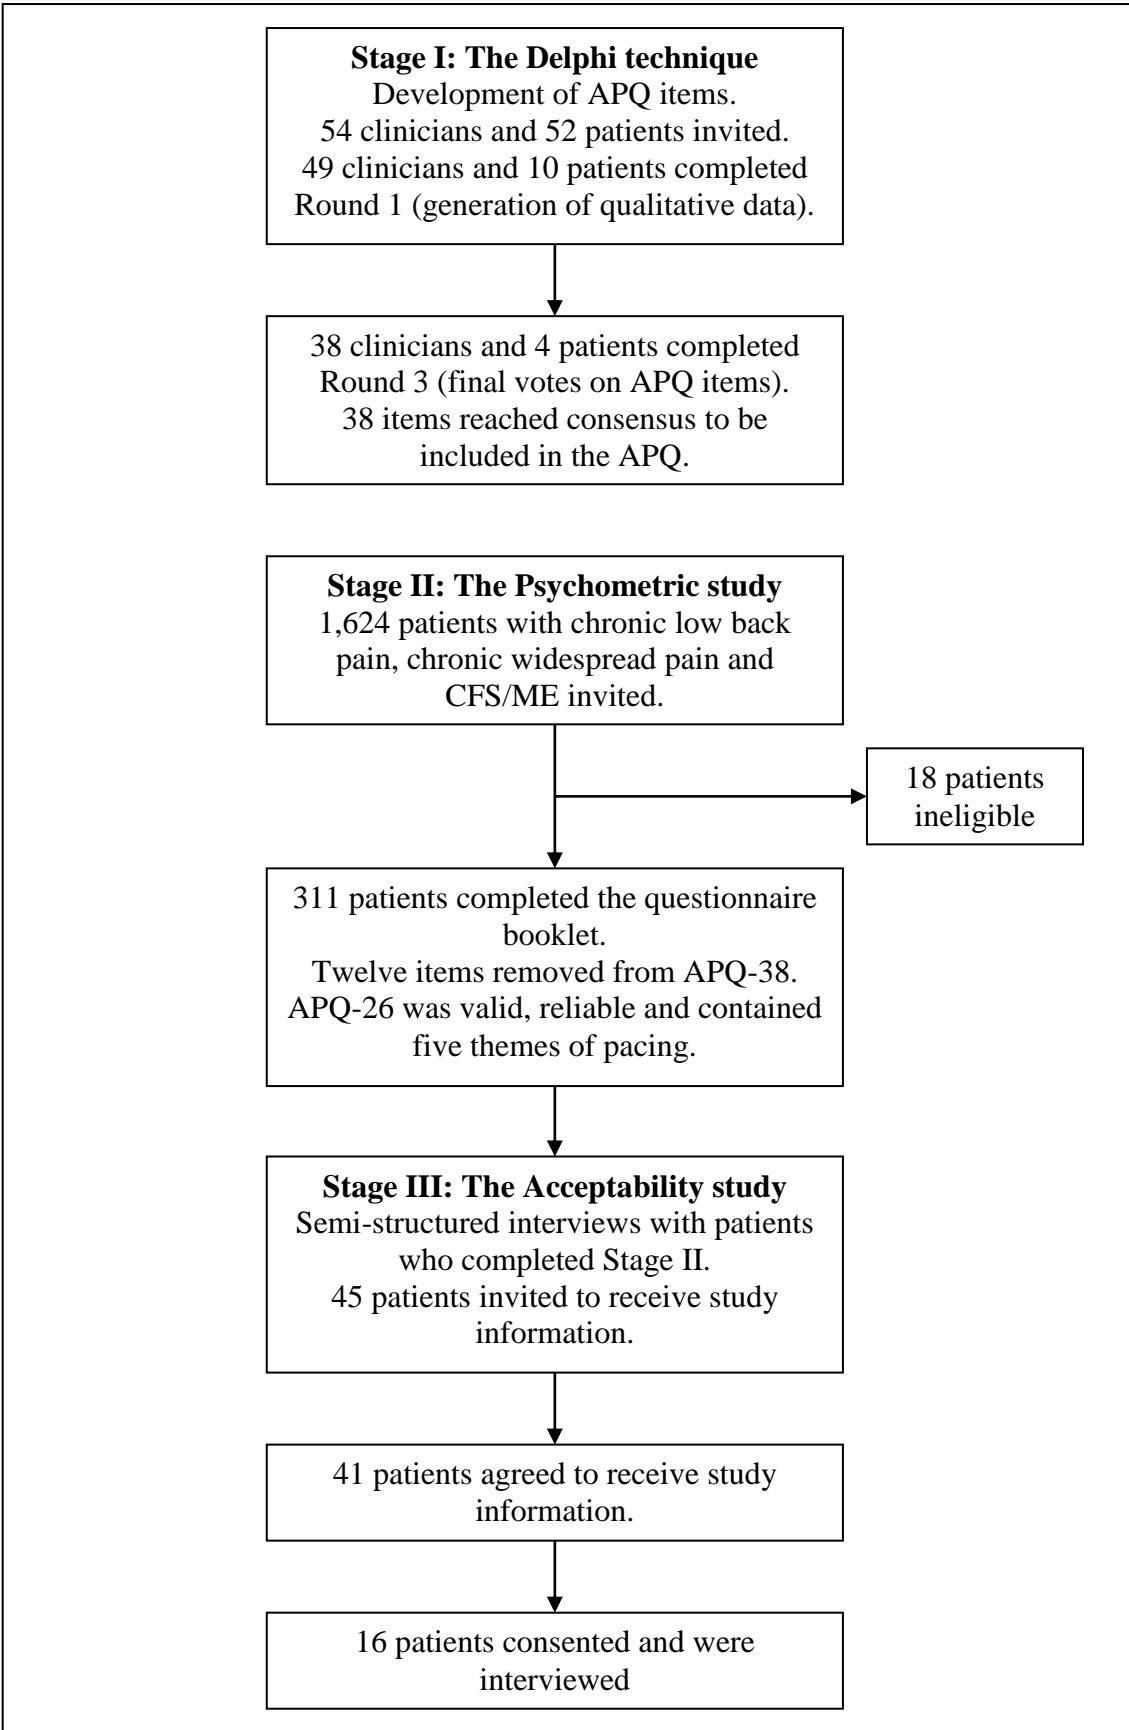 Stage I: The Delphi technique
Development of APQ items.
54 clinicians and 52 patients invited.
49 clinicians and 10 patients completed
Round 1 (generation of qualitative data).
38 clinicians and 4 patients completed
Round 3 (final votes on APQ items).
38 items reached consensus to be
included in the APQ.
Stage II: The Psychometric study
1,624 patients with chronic low back
pain, chronic widespread pain and
CFS/ME invited.
18 patients
ineligible
311 patients completed the questionnaire
booklet.
Twelve items removed from APQ-38.
APQ-26 was valid, reliable and contained
five themes of pacing.
Stage III: The Acceptability study
Semi-structured interviews with patients
who completed Stage II.
45 patients invited to receive study
information.
41 patients agreed to receive study
information.
16 patients consented and were
interviewed